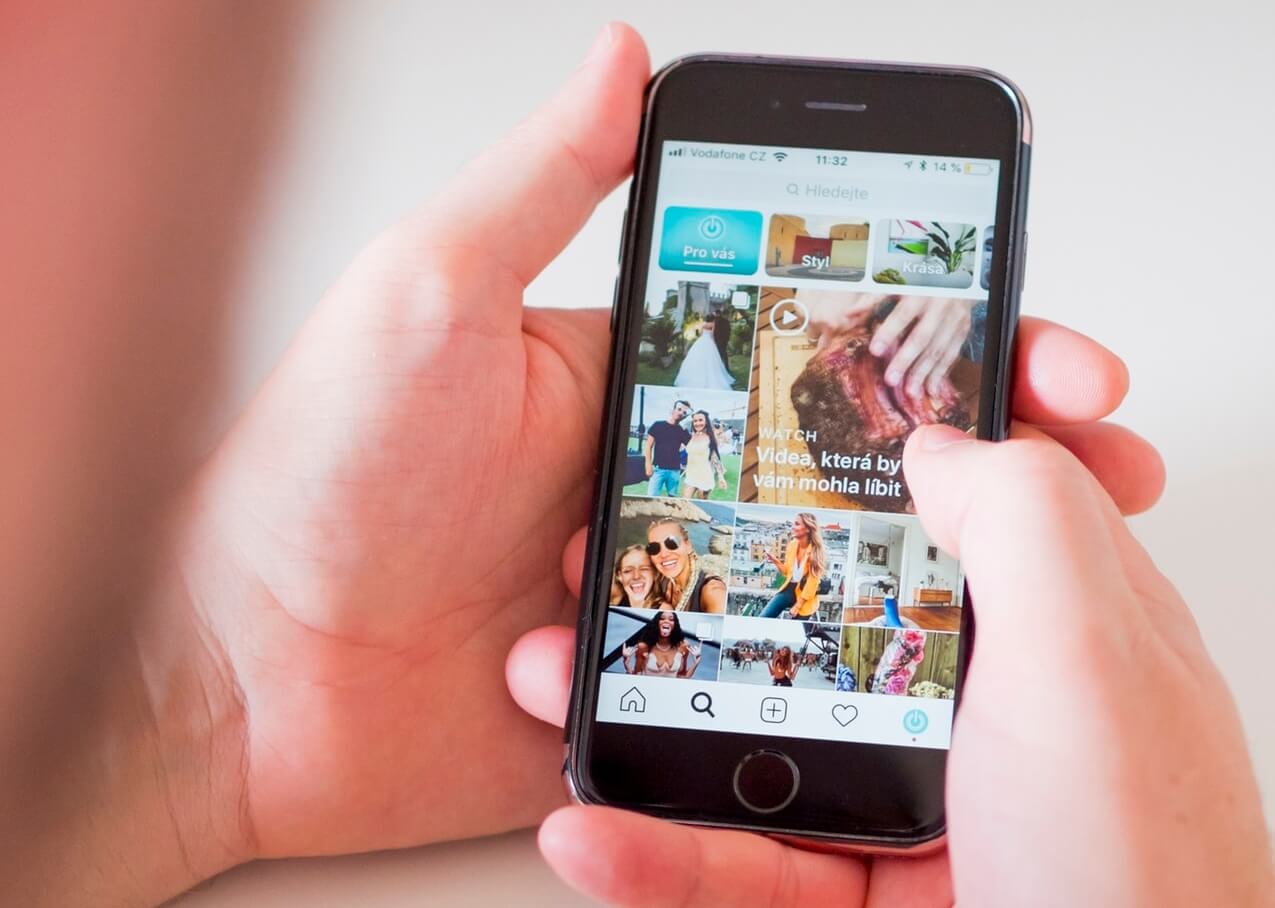 Vodafone CZ 11:32 14 %
Hledejte
Pro vás Styl Krása
WATCH
Videa, která by
vám mohla líbit